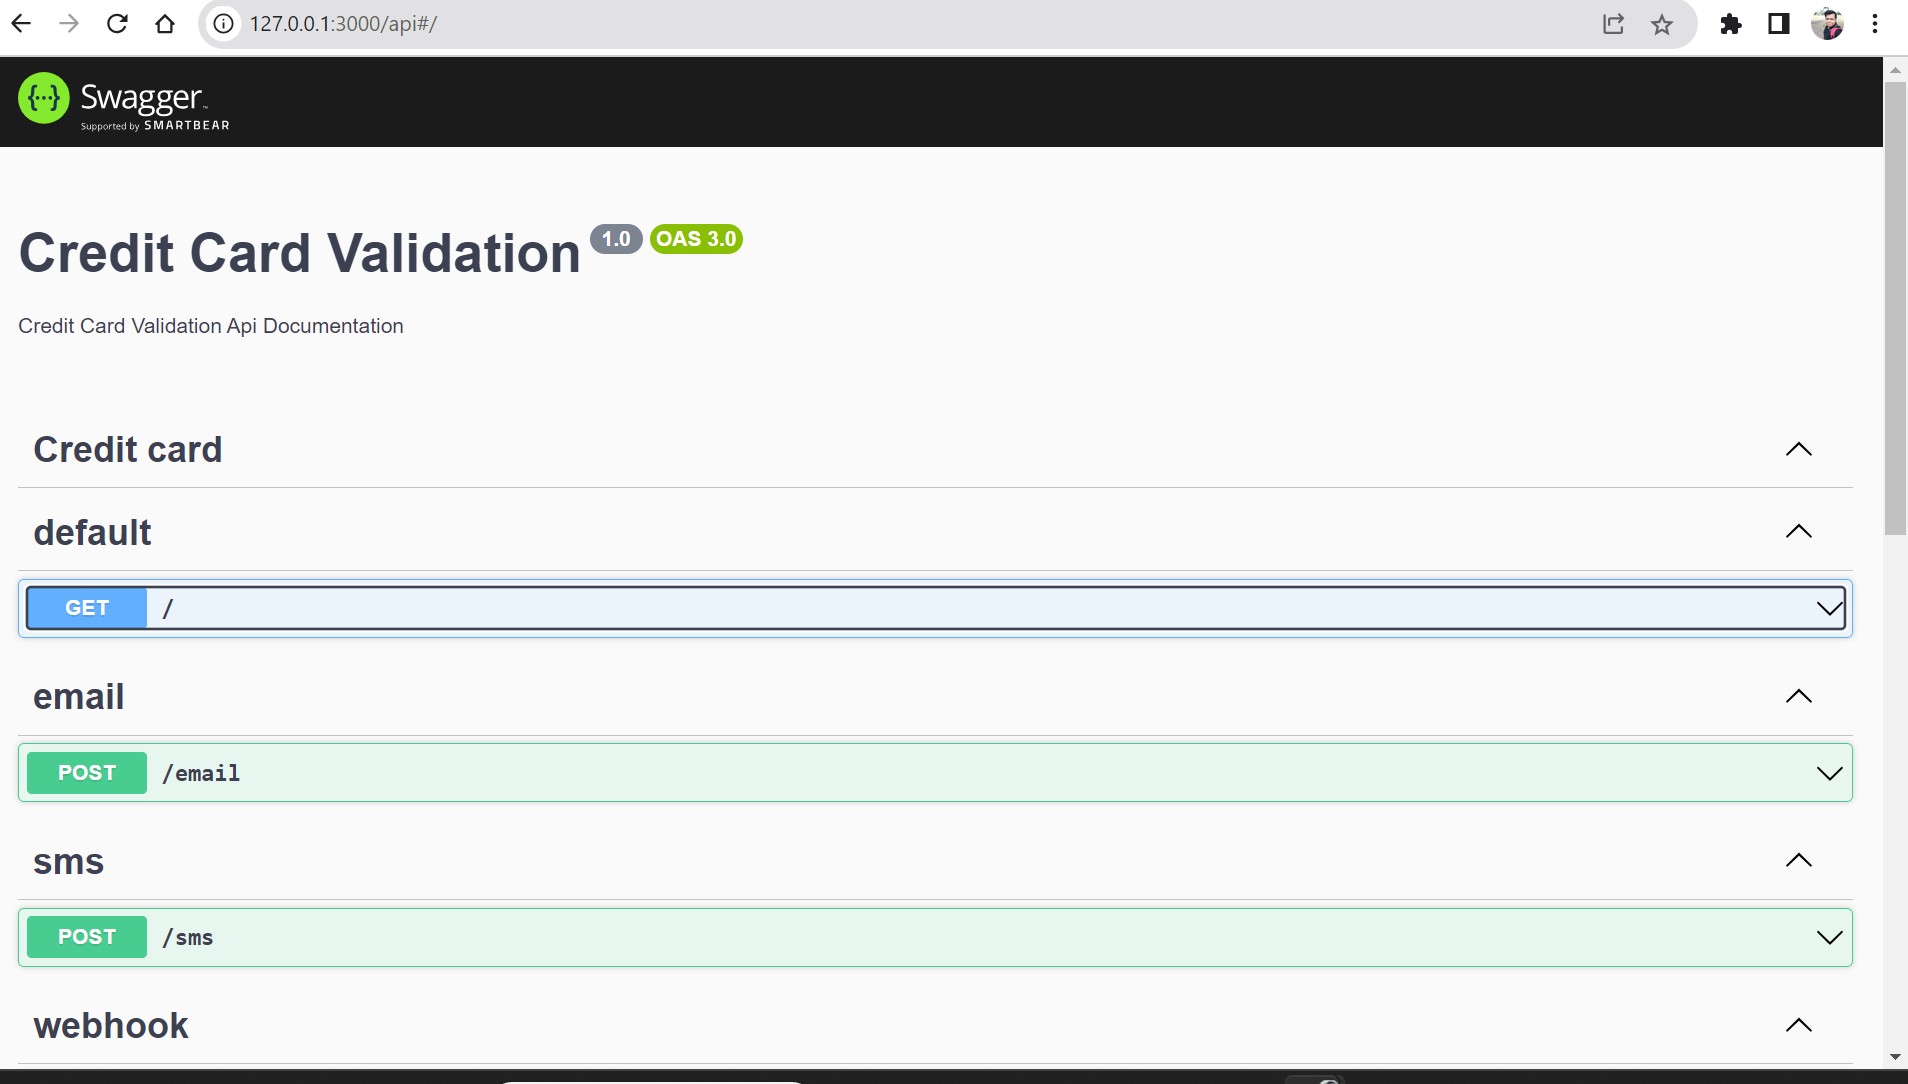 127.0.0.1:3000/api#/
{···} Swagger™
Supported by SMARTBEAR
Credit Card Validation 1.0 OAS 3.0
Credit Card Validation Api Documentation
Credit card
default
GET /
email
POST /email
sms
POST /sms
webhook